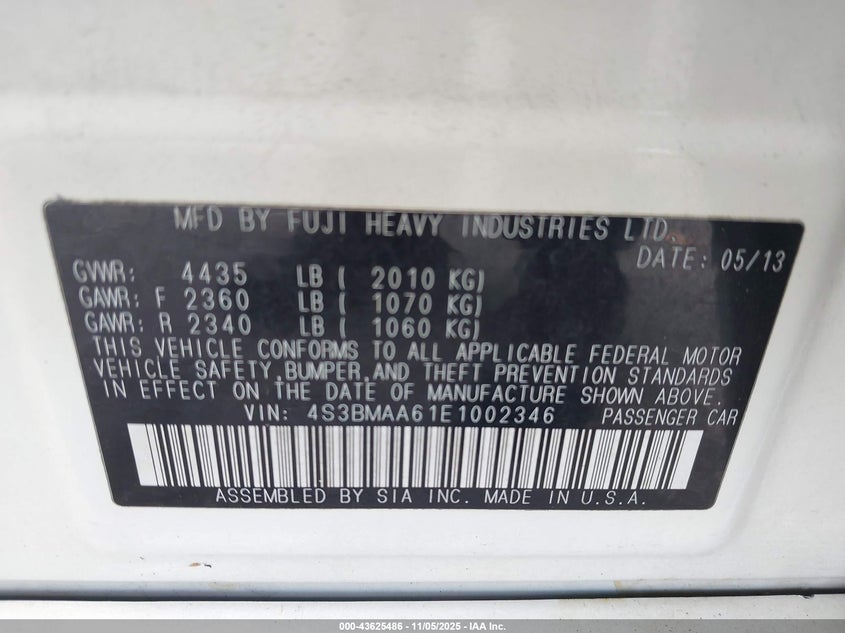 MFD BY FUJI HEAVY INDUSTRIES LTD.
DATE: 05/13
GVWR: 4435 LB ( 2010 KG)
GAWR: F 2360 LB ( 1070 KG)
GAWR: R 2340 LB ( 1060 KG)
THIS VEHICLE CONFORMS TO ALL APPLICABLE FEDERAL MOTOR
VEHICLE SAFETY,BUMPER,AND THEFT PREVENTION STANDARDS
IN EFFECT ON THE DATE OF MANUFACTURE SHOWN ABOVE.
VIN: 4S3BMAA61E1002346 PASSENGER CAR
ASSEMBLED BY SIA INC. MADE IN U.S.A.
000-43625486 - 11/05/2025 - IAA Inc.